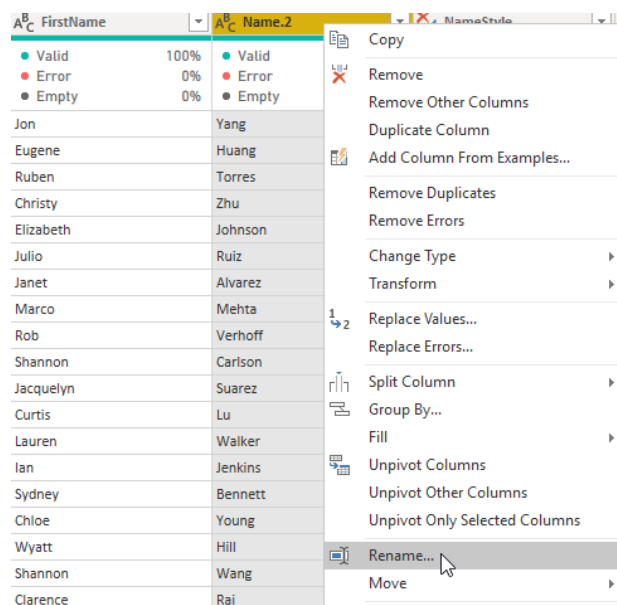 ABC FirstName ABC Name.2 NameStyle
Valid 100% Valid
Error 0% Error
Empty 0% Empty
Jon Yang
Eugene Huang
Ruben Torres
Christy Zhu
Elizabeth Johnson
Julio Ruiz
Janet Alvarez
Marco Mehta
Rob Verhoff
Shannon Carlson
Jacquelyn Suarez
Curtis Lu
Lauren Walker
Ian Jenkins
Sydney Bennett
Chloe Young
Wyatt Hill
Shannon Wang
Clarence Rai
Copy
Remove
Remove Other Columns
Duplicate Column
Add Column From Examples...
Remove Duplicates
Remove Errors
Change Type
Transform
1
2
Replace Values...
Replace Errors...
Split Column
Group By...
Fill
Unpivot Columns
Unpivot Other Columns
Unpivot Only Selected Columns
Rename...
Move